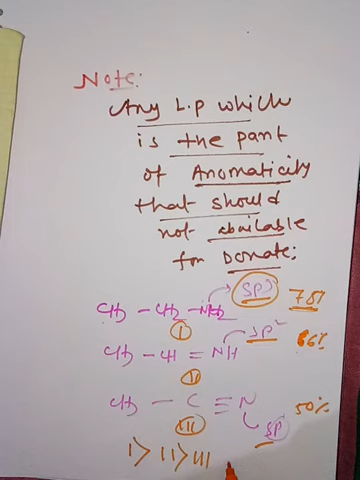 Note:
Any L.p which
is the part
of Aromaticity
that should
not available
for Donate;
CH3 - CH2 - NH2 → SP3 75%
I
CH3 - CH = NH SP2 66%
II
CH3 - C ≡ N SP 50%
III
I > II > III